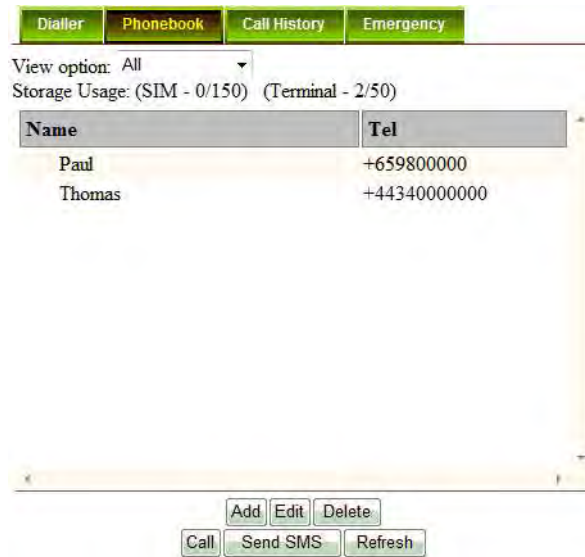 Dialler Phonebook Call History Emergency
View option: All
Storage Usage: (SIM - 0/150) (Terminal - 2/50)
Name Tel
Paul +659800000
Thomas +44340000000
Add Edit Delete
Call Send SMS Refresh